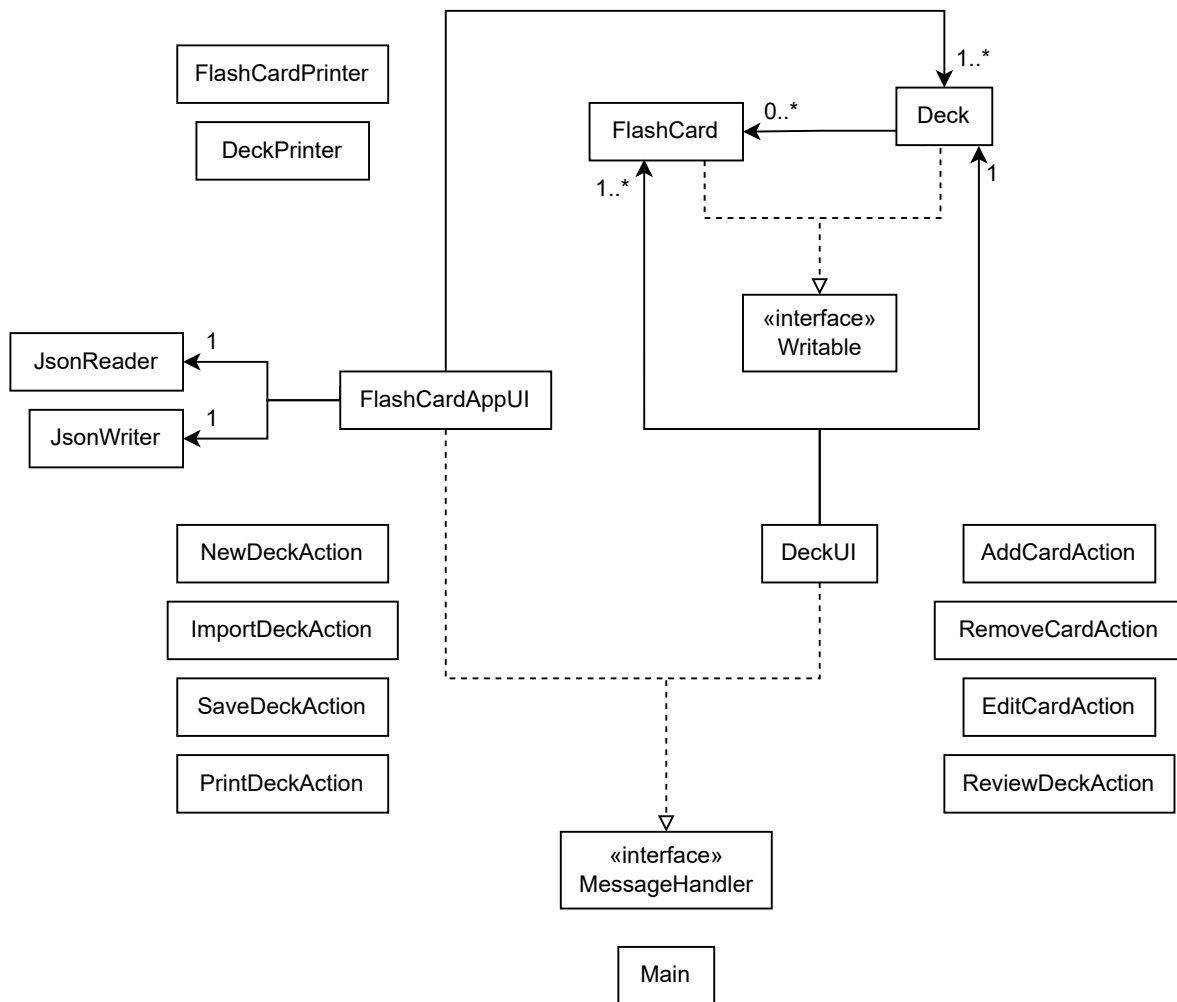 FlashCardPrinter
1..*
Deck
0..*
FlashCard
DeckPrinter
1..*
1
«interface»
Writable
1
JsonReader
FlashCardAppUI
1
JsonWriter
NewDeckAction
DeckUI
AddCardAction
ImportDeckAction
RemoveCardAction
SaveDeckAction
EditCardAction
PrintDeckAction
ReviewDeckAction
«interface»
MessageHandler
Main